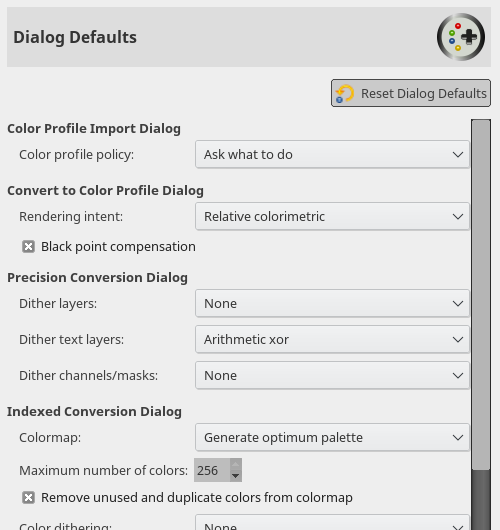 Dialog Defaults
Reset Dialog Defaults
Color Profile Import Dialog
Color profile policy: Ask what to do
Convert to Color Profile Dialog
Rendering intent: Relative colorimetric
Black point compensation
Precision Conversion Dialog
Dither layers: None
Dither text layers: Arithmetic xor
Dither channels/masks: None
Indexed Conversion Dialog
Colormap: Generate optimum palette
Maximum number of colors: 256
Remove unused and duplicate colors from colormap
Color dithering: None